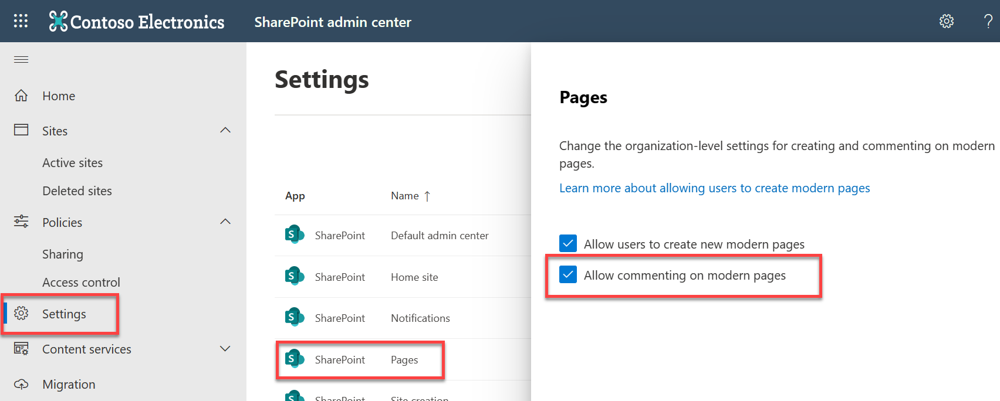 Contoso Electronics
SharePoint admin center
?
Home
Sites
Active sites
Deleted sites
Policies
Sharing
Access control
Settings
Content services
Migration
Settings
App Name ↑
S SharePoint Default admin center
S SharePoint Home site
S SharePoint Notifications
S SharePoint Pages
S SharePoint Site creation
Pages
Change the organization-level settings for creating and commenting on modern
pages.
Learn more about allowing users to create modern pages
Allow users to create new modern pages
Allow commenting on modern pages